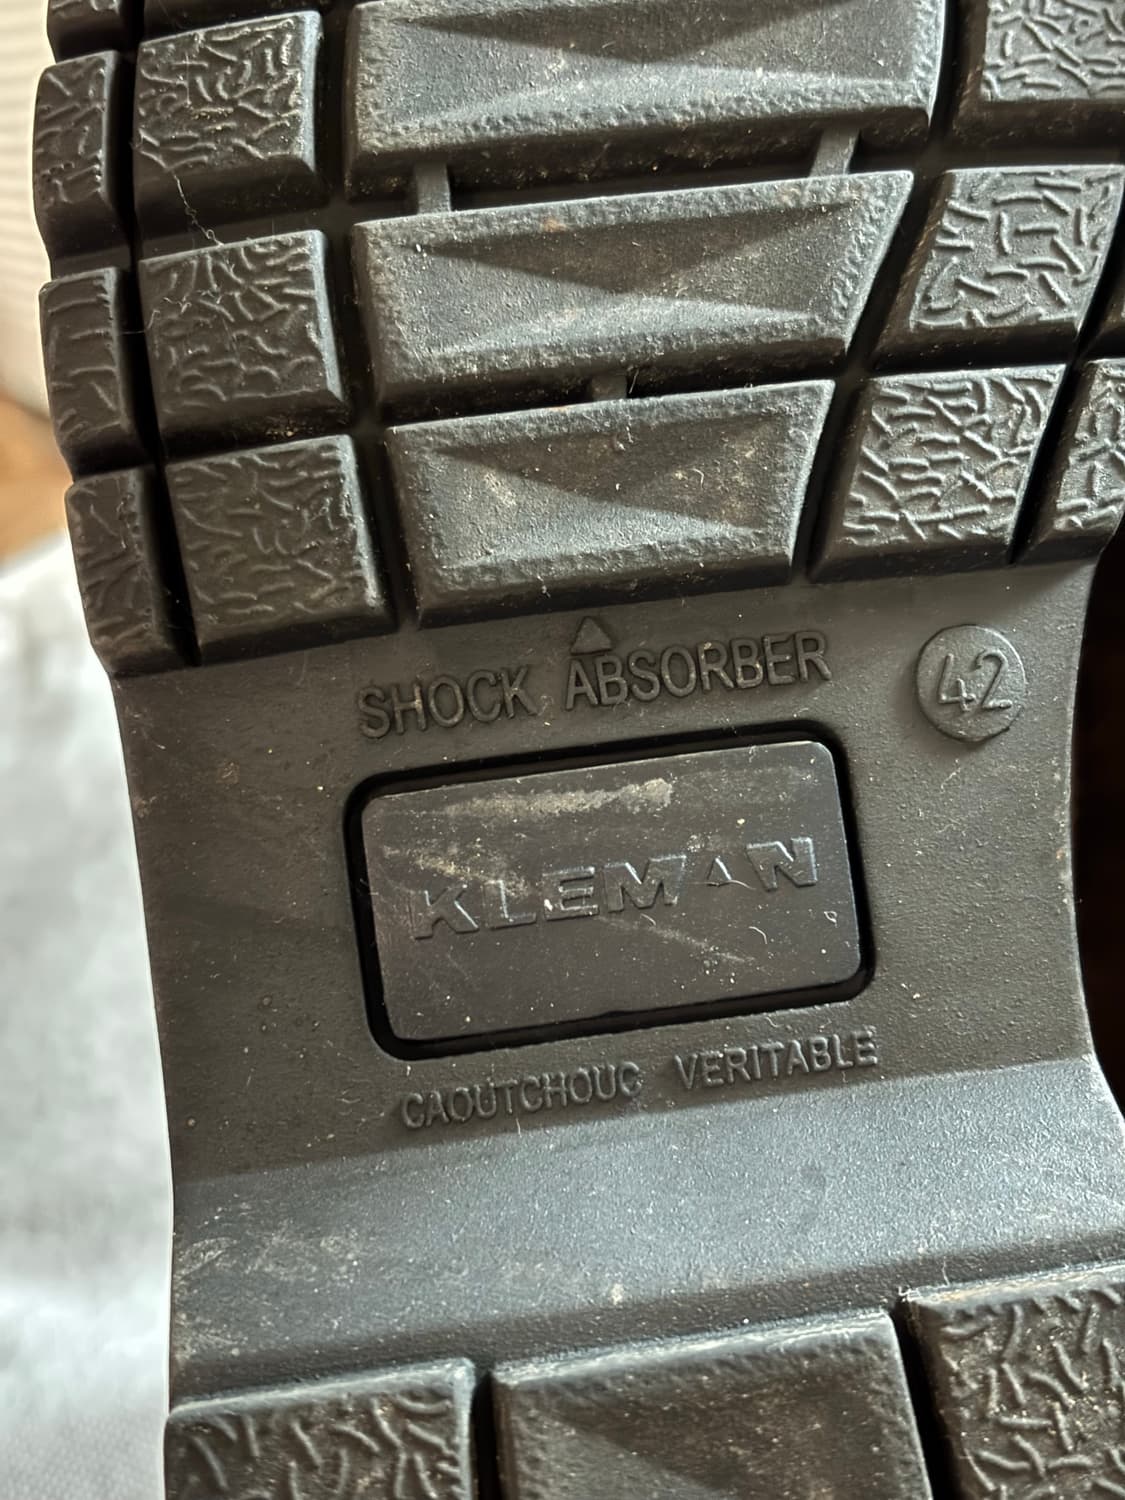 SHOCK ABSORBER
42
KLEMAN
CAOUTCHOUC VERITABLE